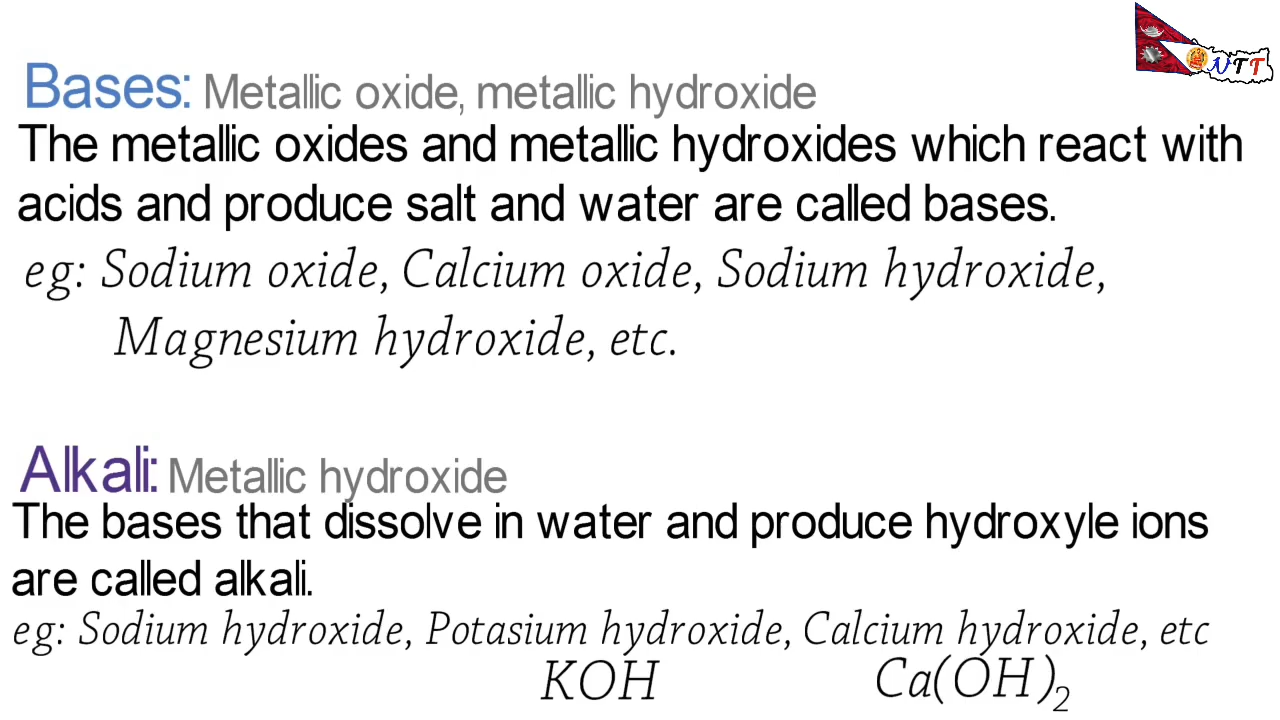 NTT
Bases: Metallic oxide, metallic hydroxide
The metallic oxides and metallic hydroxides which react with
acids and produce salt and water are called bases.
eg: Sodium oxide, Calcium oxide, Sodium hydroxide,
Magnesium hydroxide, etc.
Alkali: Metallic hydroxide
The bases that dissolve in water and produce hydroxyle ions
are called alkali.
eg: Sodium hydroxide, Potasium hydroxide, Calcium hydroxide, etc
KOH Ca(OH)₂